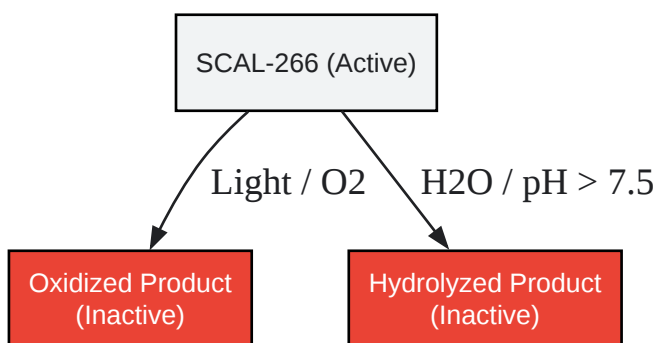 SCAL-266 (Active)
Light / O2
H2O / pH > 7.5
Oxidized Product
(Inactive)
Hydrolyzed Product
(Inactive)